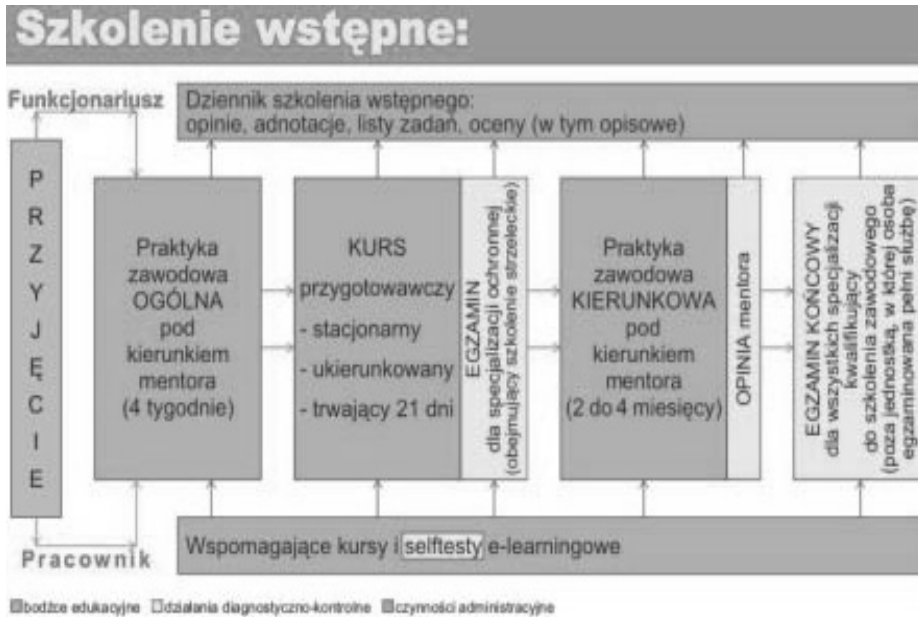 Szkolenie wstępne:
Funkcjonariusz
Dziennik szkolenia wstępnego:
opinie, adnotacje, listy zadań, oceny (w tym opisowe)
PRZYJĘCIE
Praktyka
zawodowa
OGÓLNA
pod
kierunkiem
mentora
(4 tygodnie)
KURS
przygotowawczy
- stacjonarny
- ukierunkowany
- trwający 21 dni
EGZAMIN
dla specjalizacji ochronnej
(obejmujący szkolenie strzeleckie)
Praktyka
zawodowa
KIERUNKOWA
pod
kierunkiem
mentora
(2 do 4 miesięcy)
OPINIA mentora
EGZAMIN KOŃCOWY
dla wszystkich specjalizacji
kwalifikujący
do szkolenia zawodowego
(poza jednostką, w której osoba
egzaminowana pełni służbę)
Pracownik
Wspomagające kursy i selftesty e-learningowe
bodźce edukacyjne działania diagnostyczno-kontrolne czynności administracyjne